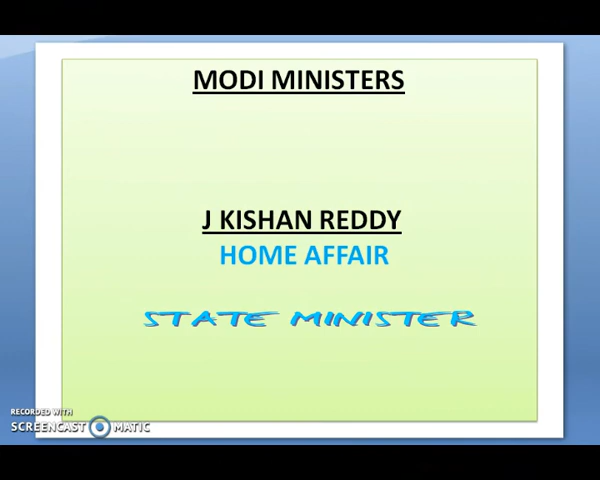 MODI MINISTERS
J KISHAN REDDY
HOME AFFAIR
STATE MINISTER
RECORDED WITH
SCREENCAST MATIC